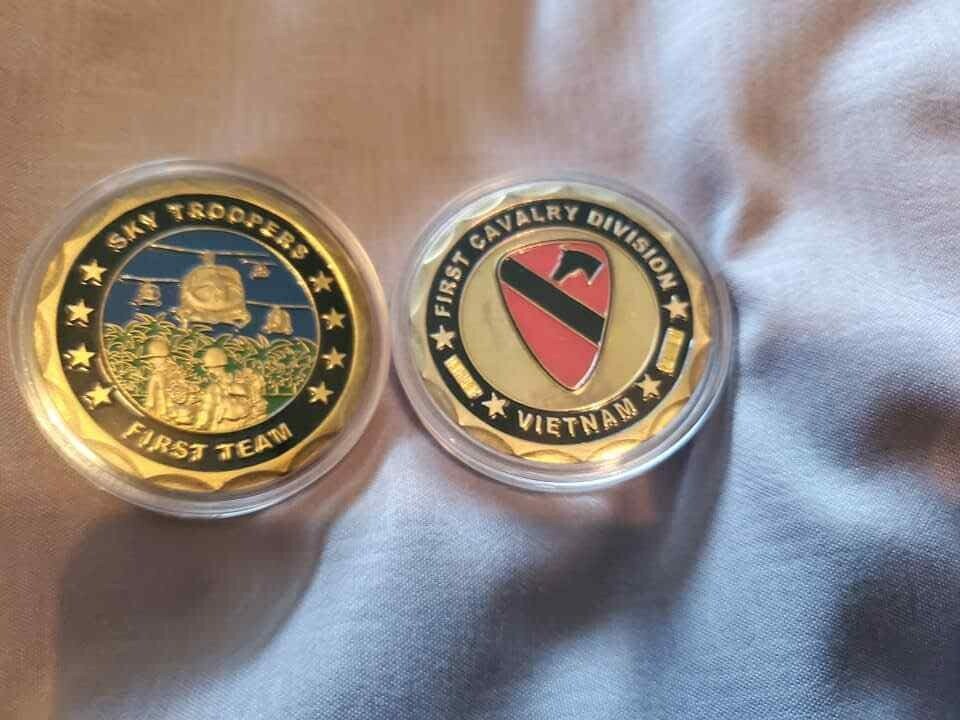 SKY TROOPERS
FIRST TEAM
FIRST CAVALRY DIVISION
VIETNAM